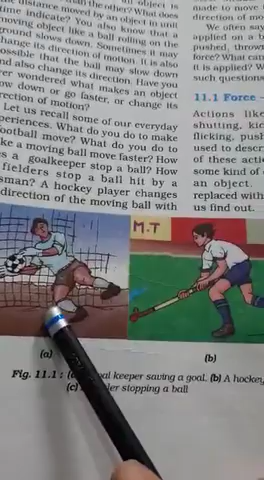 object is
distance moved by an object in unit
time indicate? You also know that a
moving object like a ball rolling on the
ground slows down. Sometimes it may
change its direction of motion. It is also
possible that the ball may slow down
and also change its direction. Have you
ever wondered what makes an object
slow down or go faster, or change its
direction of motion?
Let us recall some of our everyday
experiences. What do you do to make
football move? What do you do to
make a moving ball move faster? How
does a goalkeeper stop a ball? How
fielders stop a ball hit by a
batsman? A hockey player changes
direction of the moving ball with
made to move
direction of mo
We often say
applied on a b
pushed, throw
force? What ca
it is applied? W
such questions
11.1 Force –
Actions like
shutting, kic
flicking, push
used to descr
of these acti
some kind of
an object.
replaced with
us find out.
M.T
(a)
(b)
Fig. 11.1 : goal keeper saving a goal. (b) A hockey
(c) stopping a ball